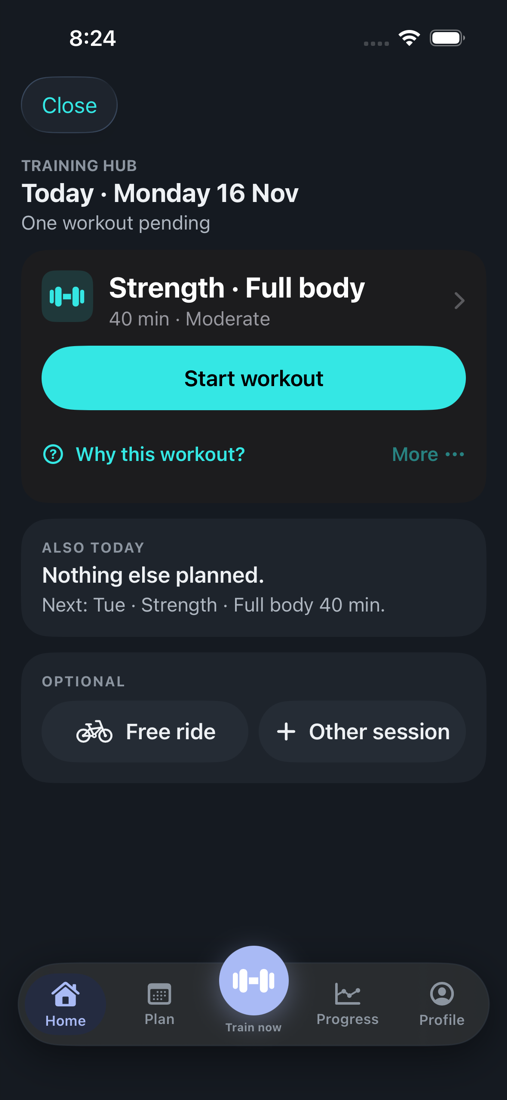 8:24
Close
TRAINING HUB
Today · Monday 16 Nov
One workout pending
Strength · Full body
40 min · Moderate
Start workout
Why this workout?
More ···
ALSO TODAY
Nothing else planned.
Next: Tue · Strength · Full body 40 min.
OPTIONAL
Free ride
+ Other session
Home
Plan
Train now
Progress
Profile